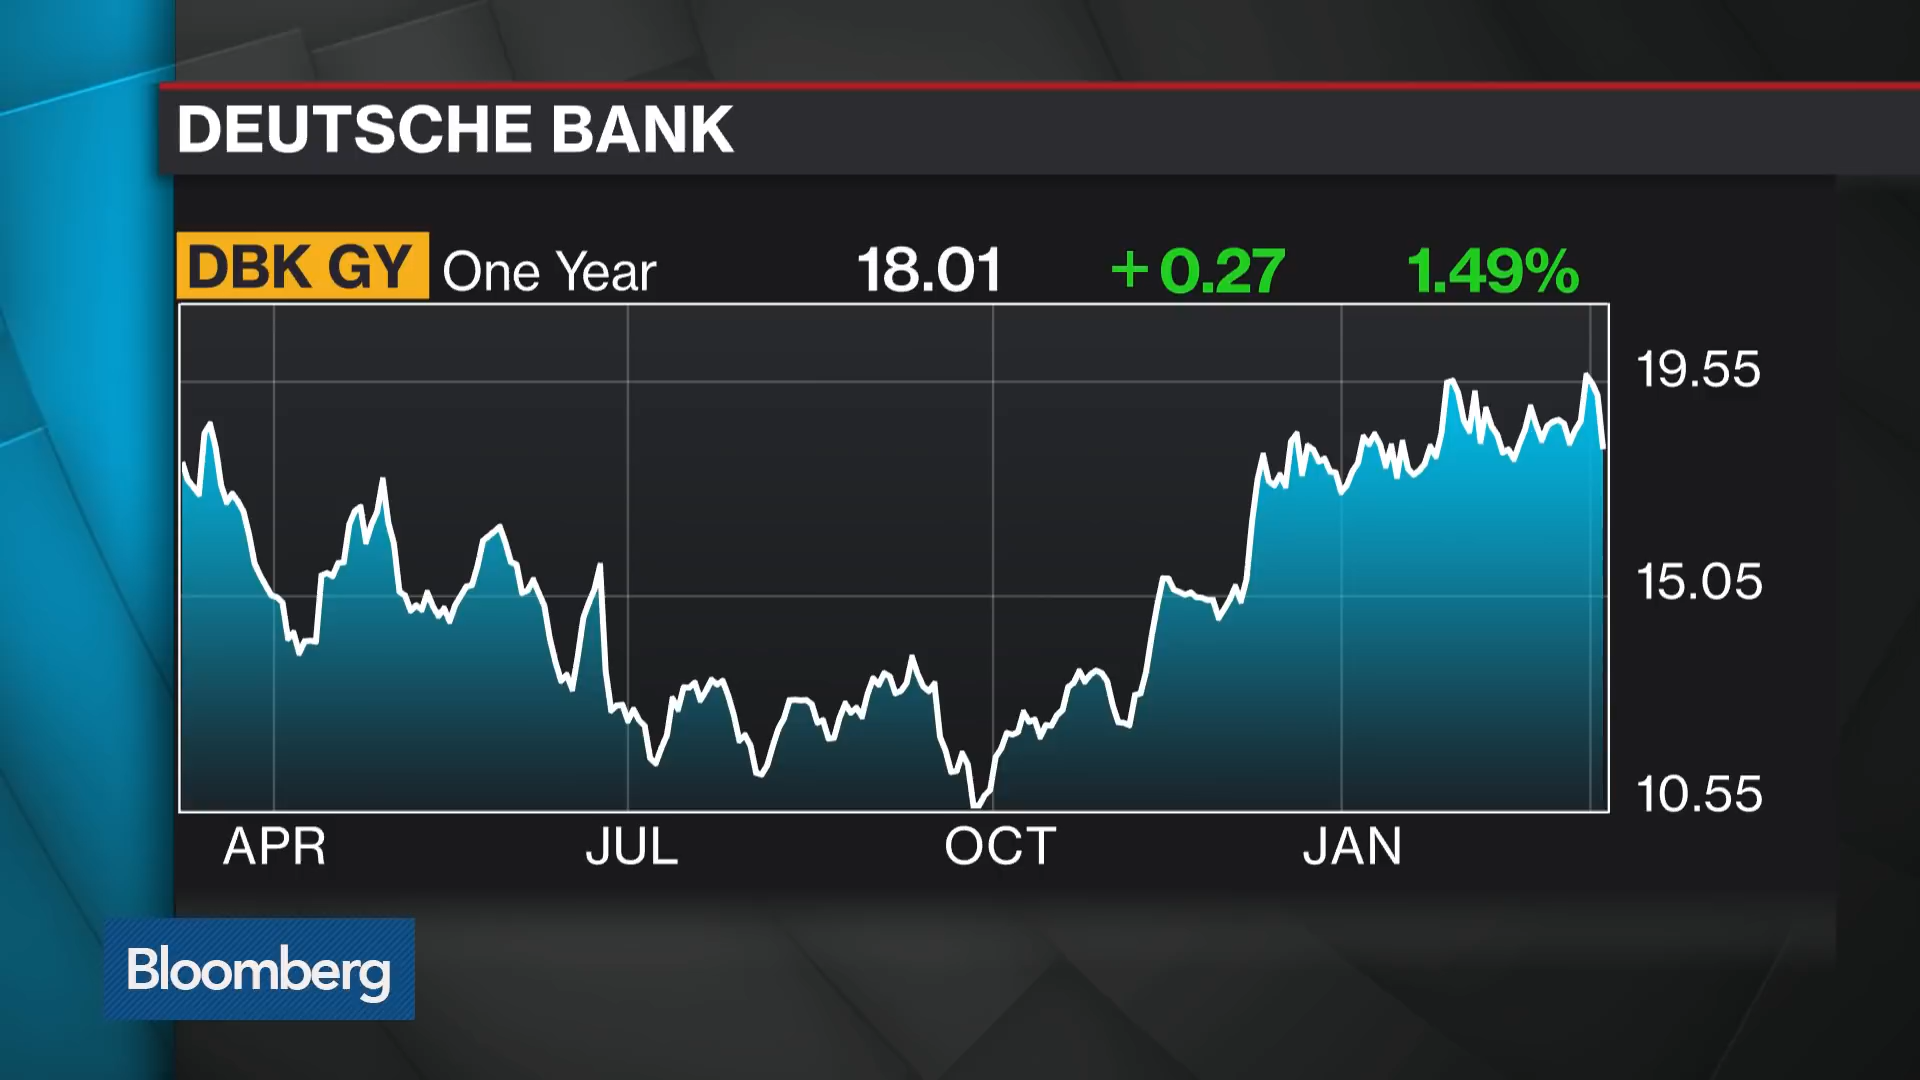 DEUTSCHE BANK
DBK GY One Year 18.01 +0.27 1.49%
19.55
15.05
10.55
APR JUL OCT JAN
Bloomberg